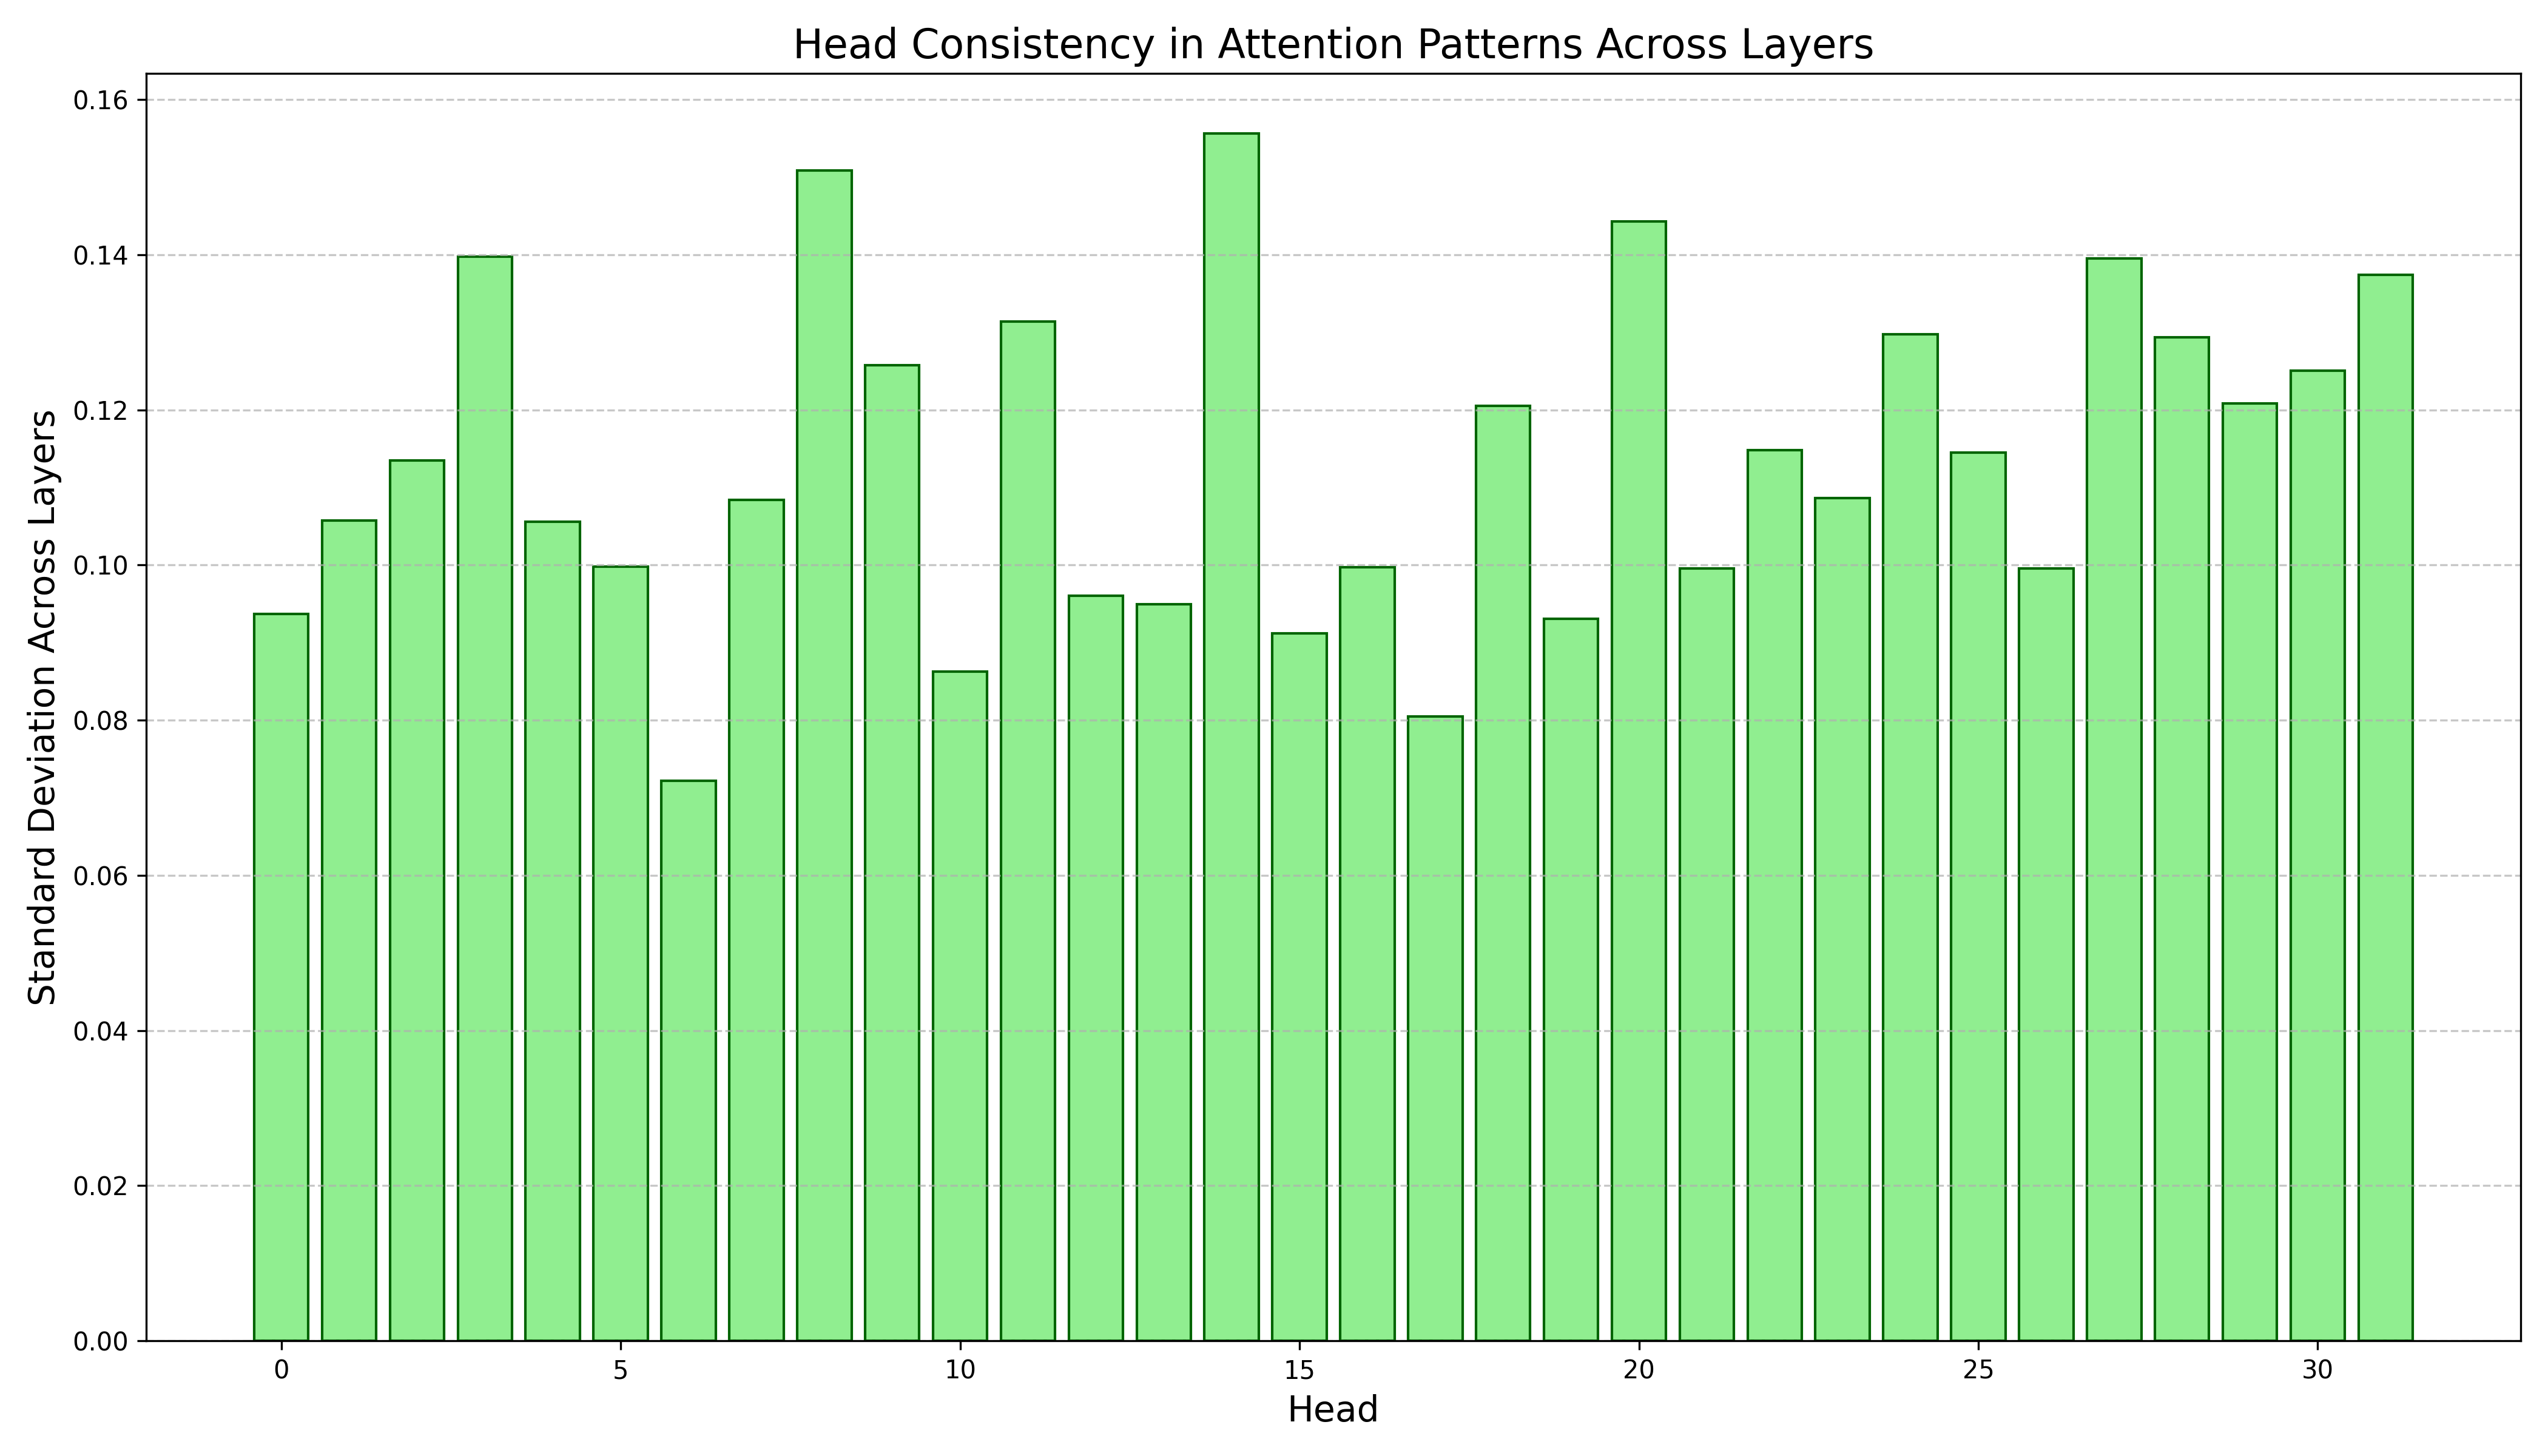 Head Consistency in Attention Patterns Across Layers
Standard Deviation Across Layers
0.16
0.14
0.12
0.10
0.08
0.06
0.04
0.02
0.00
0 5 10 15 20 25 30
Head